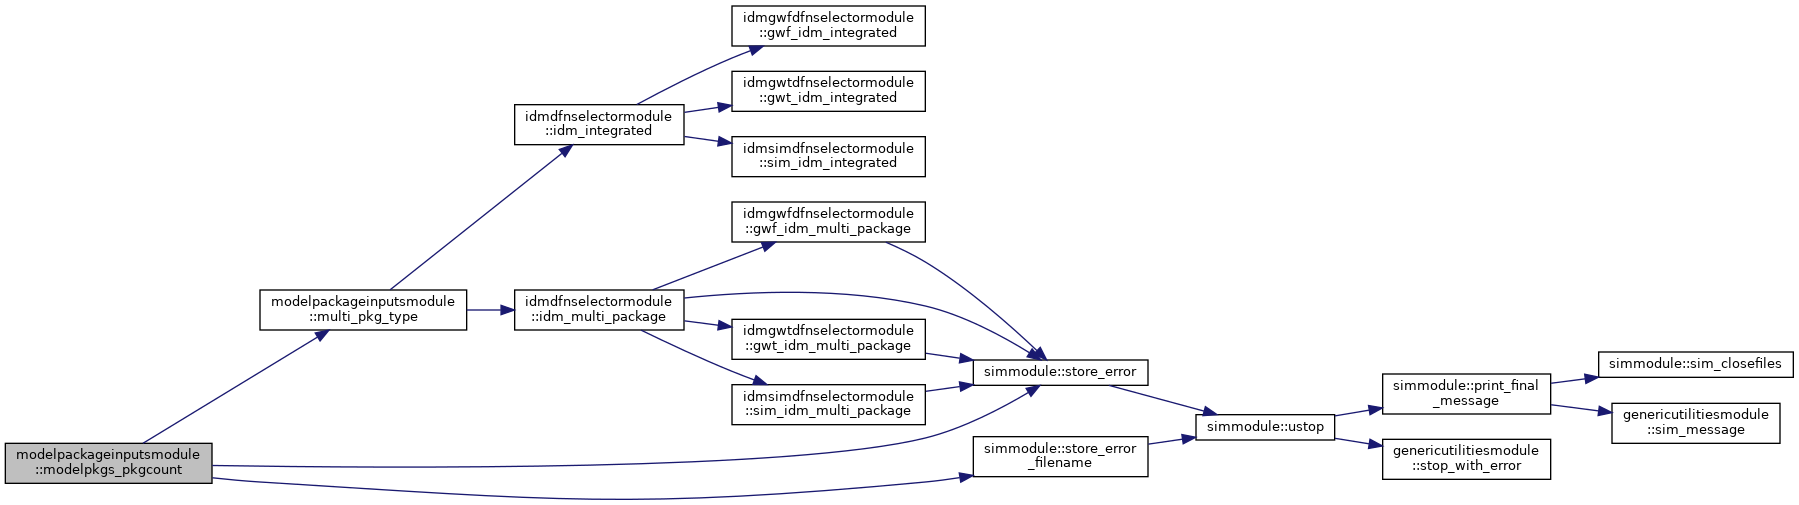 idmgwfdfnselectormodule
::gwf_idm_integrated
idmgwtdfnselectormodule
::gwt_idm_integrated
idmdfnselectormodule
::idm_integrated
idmsimdfnselectormodule
::sim_idm_integrated
idmgwfdfnselectormodule
::gwf_idm_multi_package
modelpackageinputsmodule
::multi_pkg_type
idmdfnselectormodule
::idm_multi_package
idmgwtdfnselectormodule
::gwt_idm_multi_package
simmodule::store_error
idmsimdfnselectormodule
::sim_idm_multi_package
simmodule::sim_closefiles
simmodule::print_final
_message
genericutilitiesmodule
::sim_message
simmodule::ustop
modelpackageinputsmodule
::modelpkgs_pkgcount
simmodule::store_error
_filename
genericutilitiesmodule
::stop_with_error